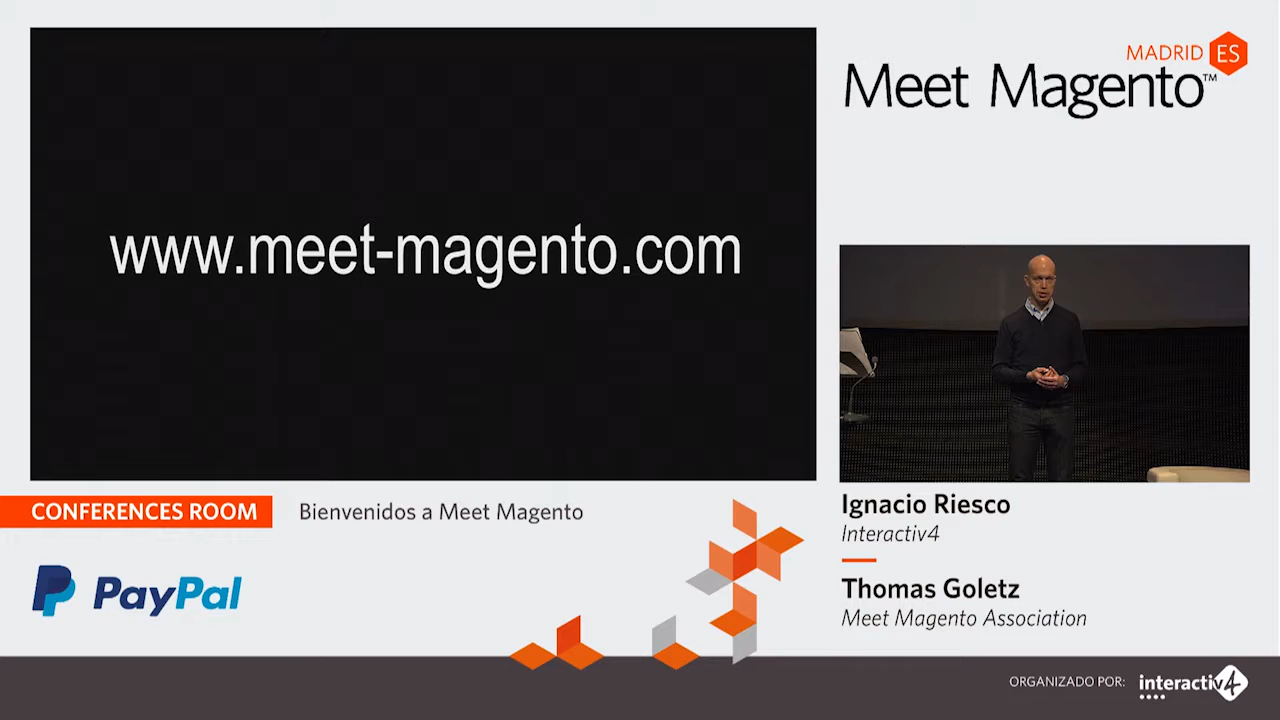 www.meet-magento.com
MADRID ES
Meet Magento™
CONFERENCES ROOM
Bienvenidos a Meet Magento
PayPal
Ignacio Riesco
Interactiv4
Thomas Goletz
Meet Magento Association
ORGANIZADO POR:
interactiv4